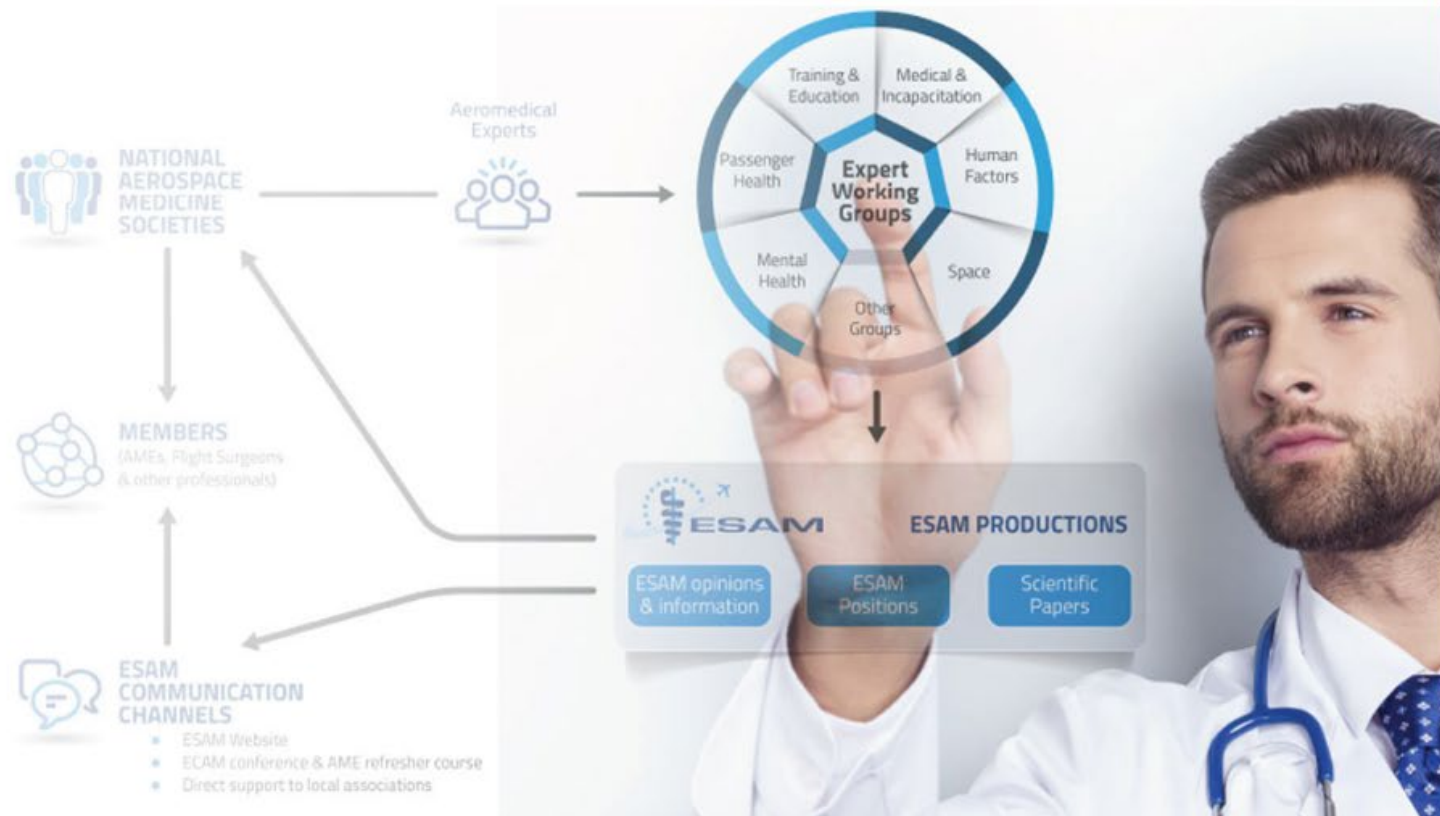 NATIONAL
AEROSPACE
MEDICINE
SOCIETIES
Aeromedical
Experts
Training &
Education
Medical &
Incapacitation
Passenger
Health
Human
Factors
Expert
Working
Groups
Mental
Health
Space
Other
Groups
MEMBERS
(AMEs, Flight Surgeons
& other professionals)
ESAM
ESAM PRODUCTIONS
ESAM opinions
& information
ESAM
Positions
Scientific
Papers
ESAM
COMMUNICATION
CHANNELS
ESAM Website
ECAM conference & AME refresher course
Direct support to local associations